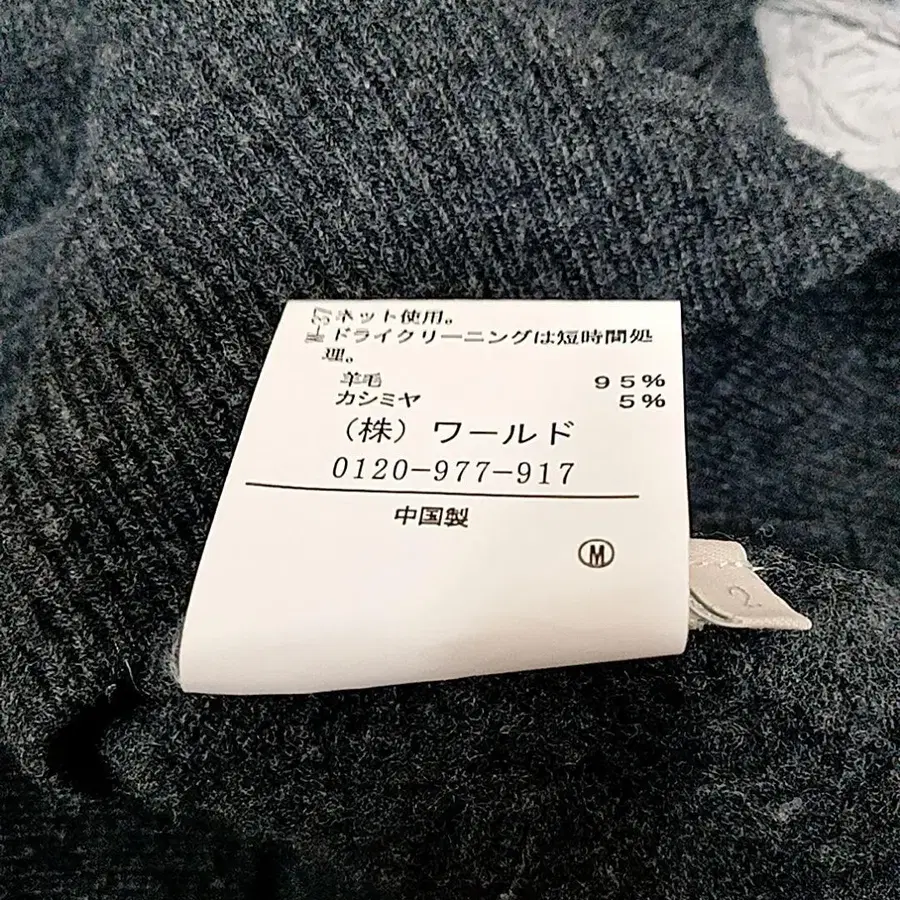 ネット使用。
ドライクリーニングは短時間処
理。
羊毛 95%
カシミヤ 5%
(株)ワールド
0120-977-917
中国製
M
2